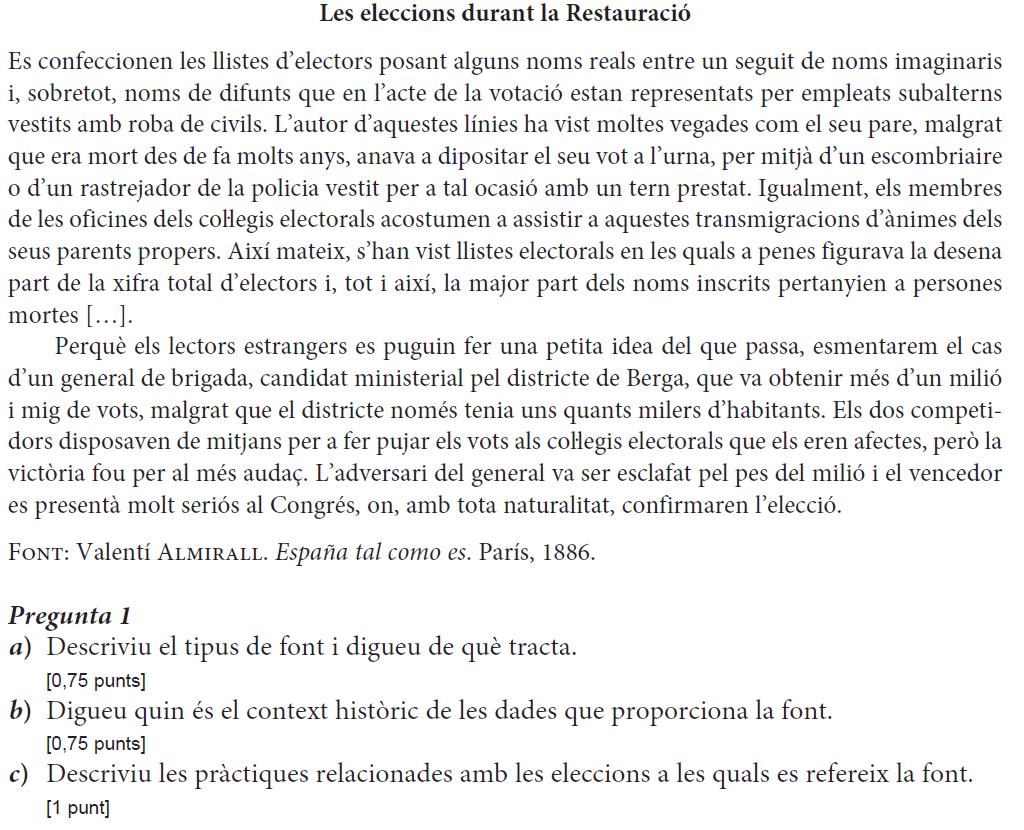 Les eleccions durant la Restauració
Es confeccionen les llistes d’electors posant alguns noms reals entre un seguit de noms imaginaris
i, sobretot, noms de difunts que en l’acte de la votació estan representats per empleats subalterns
vestits amb roba de civils. L’autor d’aquestes línies ha vist moltes vegades com el seu pare, malgrat
que era mort des de fa molts anys, anava a dipositar el seu vot a l’urna, per mitjà d’un escombriaire
o d’un rastrejador de la policia vestit per a tal ocasió amb un tern prestat. Igualment, els membres
de les oficines dels col·legis electorals acostumen a assistir a aquestes transmigracions d’ànimes dels
seus parents propers. Així mateix, s’han vist llistes electorals en les quals a penes figurava la desena
part de la xifra total d’electors i, tot i així, la major part dels noms inscrits pertanyien a persones
mortes […].
Perquè els lectors estrangers es puguin fer una petita idea del que passa, esmentarem el cas
d’un general de brigada, candidat ministerial pel districte de Berga, que va obtenir més d’un milió
i mig de vots, malgrat que el districte només tenia uns quants milers d’habitants. Els dos competi-
dors disposaven de mitjans per a fer pujar els vots als col·legis electorals que els eren afectes, però la
victòria fou per al més audaç. L’adversari del general va ser esclafat pel pes del milió i el vencedor
es presentà molt seriós al Congrés, on, amb tota naturalitat, confirmaren l’elecció.
FONT: Valentí ALMIRALL. España tal como es. París, 1886.
Pregunta 1
a) Descriviu el tipus de font i digueu de què tracta.
[0,75 punts]
b) Digueu quin és el context històric de les dades que proporciona la font.
[0,75 punts]
c) Descriviu les pràctiques relacionades amb les eleccions a les quals es refereix la font.
[1 punt]